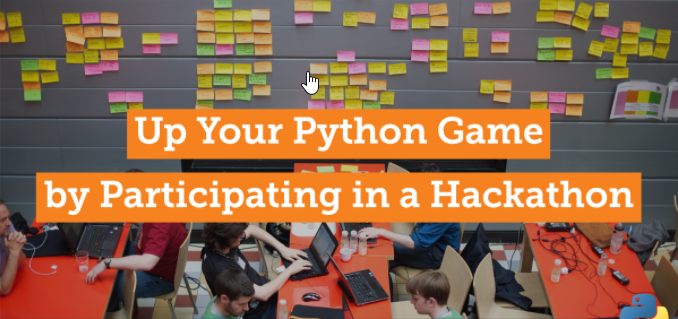 Up Your Python Game
by Participating in a Hackathon